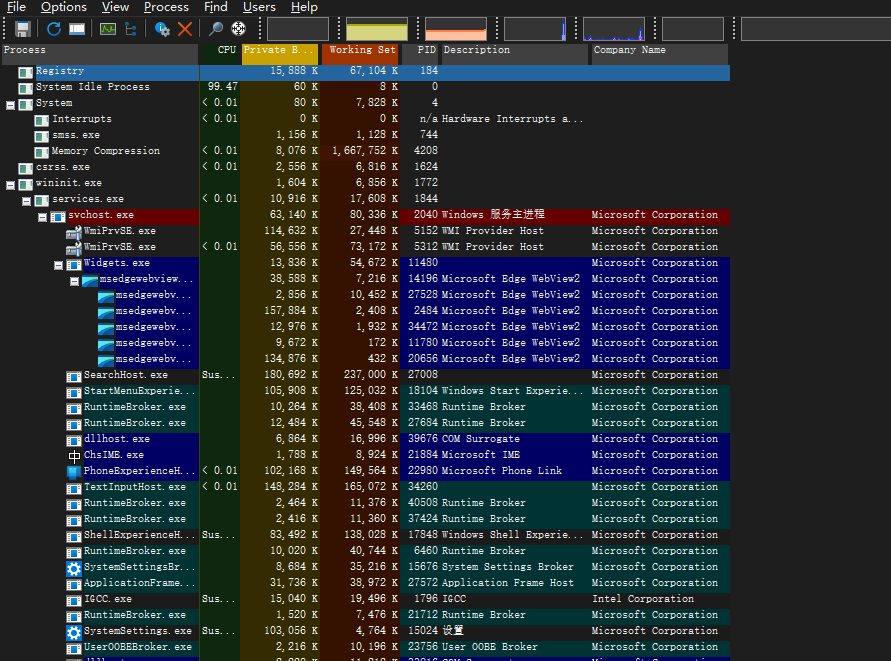 File Options View Process Find Users Help
Process CPU Private B... Working Set PID Description Company Name
Registry 15,888 K 67,104 K 184
System Idle Process 99.47 60 K 8 K 0
System < 0.01 80 K 7,828 K 4
Interrupts < 0.01 0 K 0 K n/a Hardware Interrupts a...
smss.exe 1,156 K 1,128 K 744
Memory Compression < 0.01 8,076 K 1,667,752 K 4208
csrss.exe < 0.01 2,556 K 6,816 K 1624
wininit.exe 1,604 K 6,856 K 1772
services.exe < 0.01 10,916 K 17,608 K 1844
svchost.exe 63,140 K 80,336 K 2040 Windows 服务主进程 Microsoft Corporation
WmiPrvSE.exe 114,632 K 27,448 K 5152 WMI Provider Host Microsoft Corporation
WmiPrvSE.exe < 0.01 56,556 K 73,172 K 5312 WMI Provider Host Microsoft Corporation
Widgets.exe 13,836 K 54,672 K 11480 Microsoft Corporation
msedgewebview... 38,588 K 7,216 K 14196 Microsoft Edge WebView2 Microsoft Corporation
msedgewebv... 2,856 K 10,452 K 27528 Microsoft Edge WebView2 Microsoft Corporation
msedgewebv... 157,884 K 2,408 K 2484 Microsoft Edge WebView2 Microsoft Corporation
msedgewebv... 12,976 K 1,932 K 34472 Microsoft Edge WebView2 Microsoft Corporation
msedgewebv... 9,672 K 172 K 11780 Microsoft Edge WebView2 Microsoft Corporation
msedgewebv... 134,876 K 432 K 20656 Microsoft Edge WebView2 Microsoft Corporation
SearchHost.exe Sus... 180,692 K 237,000 K 27008 Microsoft Corporation
StartMenuExperie... 105,908 K 125,032 K 18104 Windows Start Experie... Microsoft Corporation
RuntimeBroker.exe 10,264 K 38,408 K 33468 Runtime Broker Microsoft Corporation
RuntimeBroker.exe 12,484 K 45,548 K 27684 Runtime Broker Microsoft Corporation
dllhost.exe 6,864 K 16,996 K 39676 COM Surrogate Microsoft Corporation
ChsIME.exe 1,788 K 8,924 K 21884 Microsoft IME Microsoft Corporation
PhoneExperienceH... < 0.01 102,168 K 149,564 K 22980 Microsoft Phone Link Microsoft Corporation
TextInputHost.exe < 0.01 148,284 K 165,072 K 34260 Microsoft Corporation
RuntimeBroker.exe 2,464 K 11,376 K 40508 Runtime Broker Microsoft Corporation
RuntimeBroker.exe 2,416 K 11,360 K 37424 Runtime Broker Microsoft Corporation
ShellExperienceH... Sus... 83,492 K 138,028 K 17848 Windows Shell Experie... Microsoft Corporation
RuntimeBroker.exe 10,020 K 40,744 K 6460 Runtime Broker Microsoft Corporation
SystemSettingsBr... 8,684 K 35,216 K 15676 System Settings Broker Microsoft Corporation
ApplicationFrame... 31,736 K 38,972 K 27572 Application Frame Host Microsoft Corporation
IGCC.exe Sus... 15,040 K 19,496 K 1796 IGCC Intel Corporation
RuntimeBroker.exe 1,520 K 7,476 K 21712 Runtime Broker Microsoft Corporation
SystemSettings.exe Sus... 103,056 K 4,764 K 15024 设置 Microsoft Corporation
UserOOBEBroker.exe 2,216 K 10,196 K 23756 User OOBE Broker Microsoft Corporation